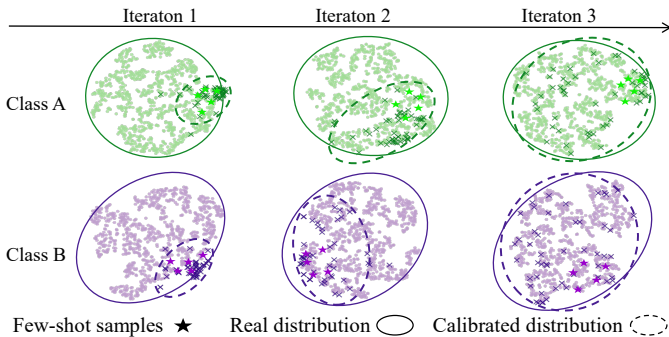 Iteraton 1 Iteraton 2 Iteraton 3
Class A
Class B
Few-shot samples Real distribution Calibrated distribution